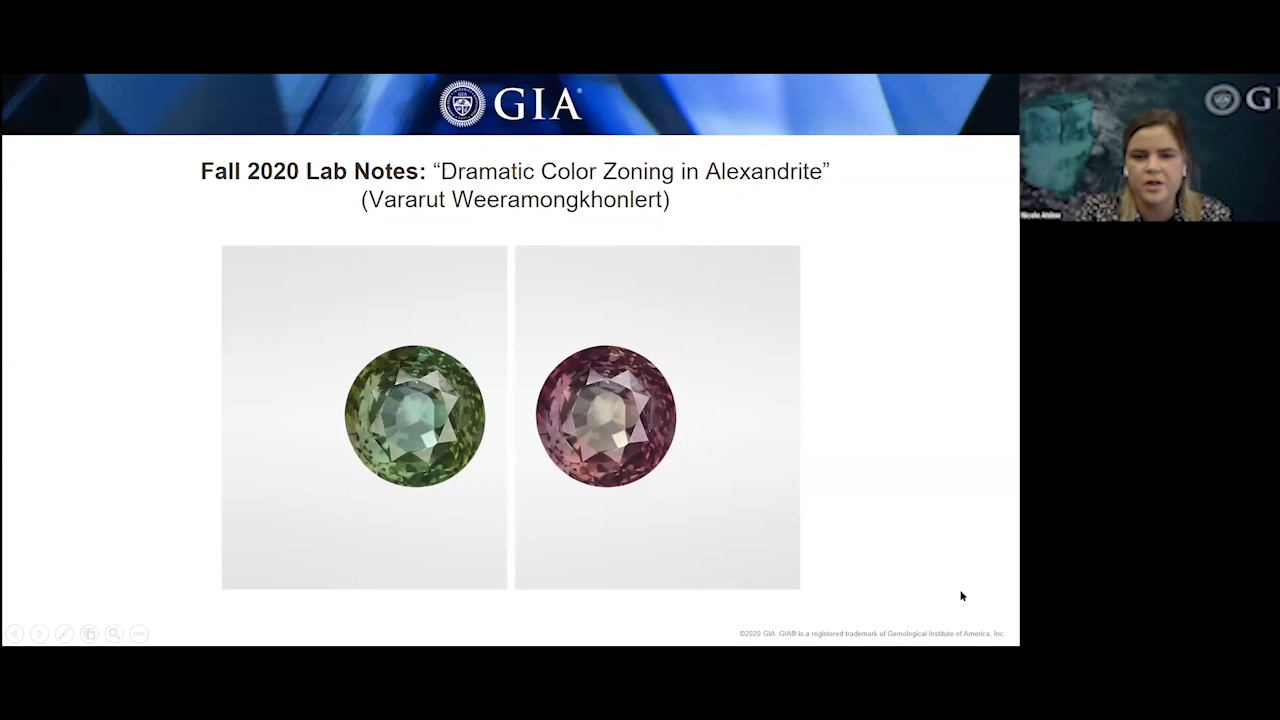 GIA®
GI
Fall 2020 Lab Notes: “Dramatic Color Zoning in Alexandrite”
(Vararut Weeramongkhonlert)
©2020 GIA. GIA® is a registered trademark of Gemological Institute of America, Inc.